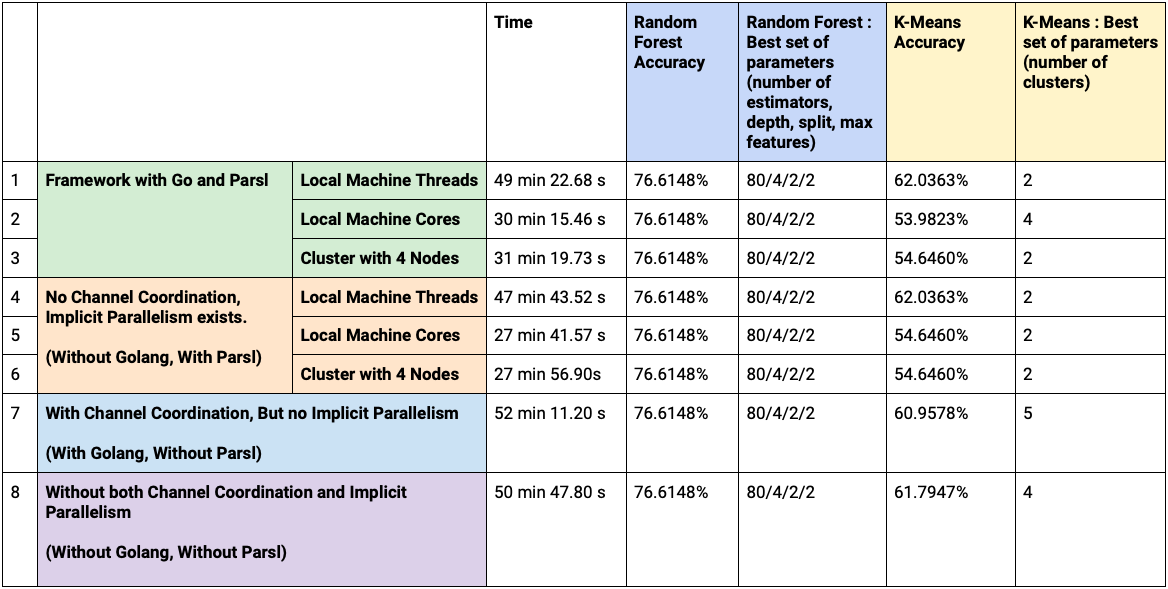 Time
Random
Forest
Accuracy
Random Forest :
Best set of
parameters
(number of
estimators,
depth, split, max
features)
K-Means
Accuracy
K-Means : Best
set of parameters
(number of
clusters)
1
Framework with Go and Parsl
Local Machine Threads
49 min 22.68 s
76.6148%
80/4/2/2
62.0363%
2
2
Local Machine Cores
30 min 15.46 s
76.6148%
80/4/2/2
53.9823%
4
3
Cluster with 4 Nodes
31 min 19.73 s
76.6148%
80/4/2/2
54.6460%
2
4
No Channel Coordination,
Implicit Parallelism exists.
(Without Golang, With Parsl)
Local Machine Threads
47 min 43.52 s
76.6148%
80/4/2/2
62.0363%
2
5
Local Machine Cores
27 min 41.57 s
76.6148%
80/4/2/2
54.6460%
2
6
Cluster with 4 Nodes
27 min 56.90s
76.6148%
80/4/2/2
54.6460%
2
7
With Channel Coordination, But no Implicit Parallelism
(With Golang, Without Parsl)
52 min 11.20 s
76.6148%
80/4/2/2
60.9578%
5
8
Without both Channel Coordination and Implicit
Parallelism
(Without Golang, Without Parsl)
50 min 47.80 s
76.6148%
80/4/2/2
61.7947%
4